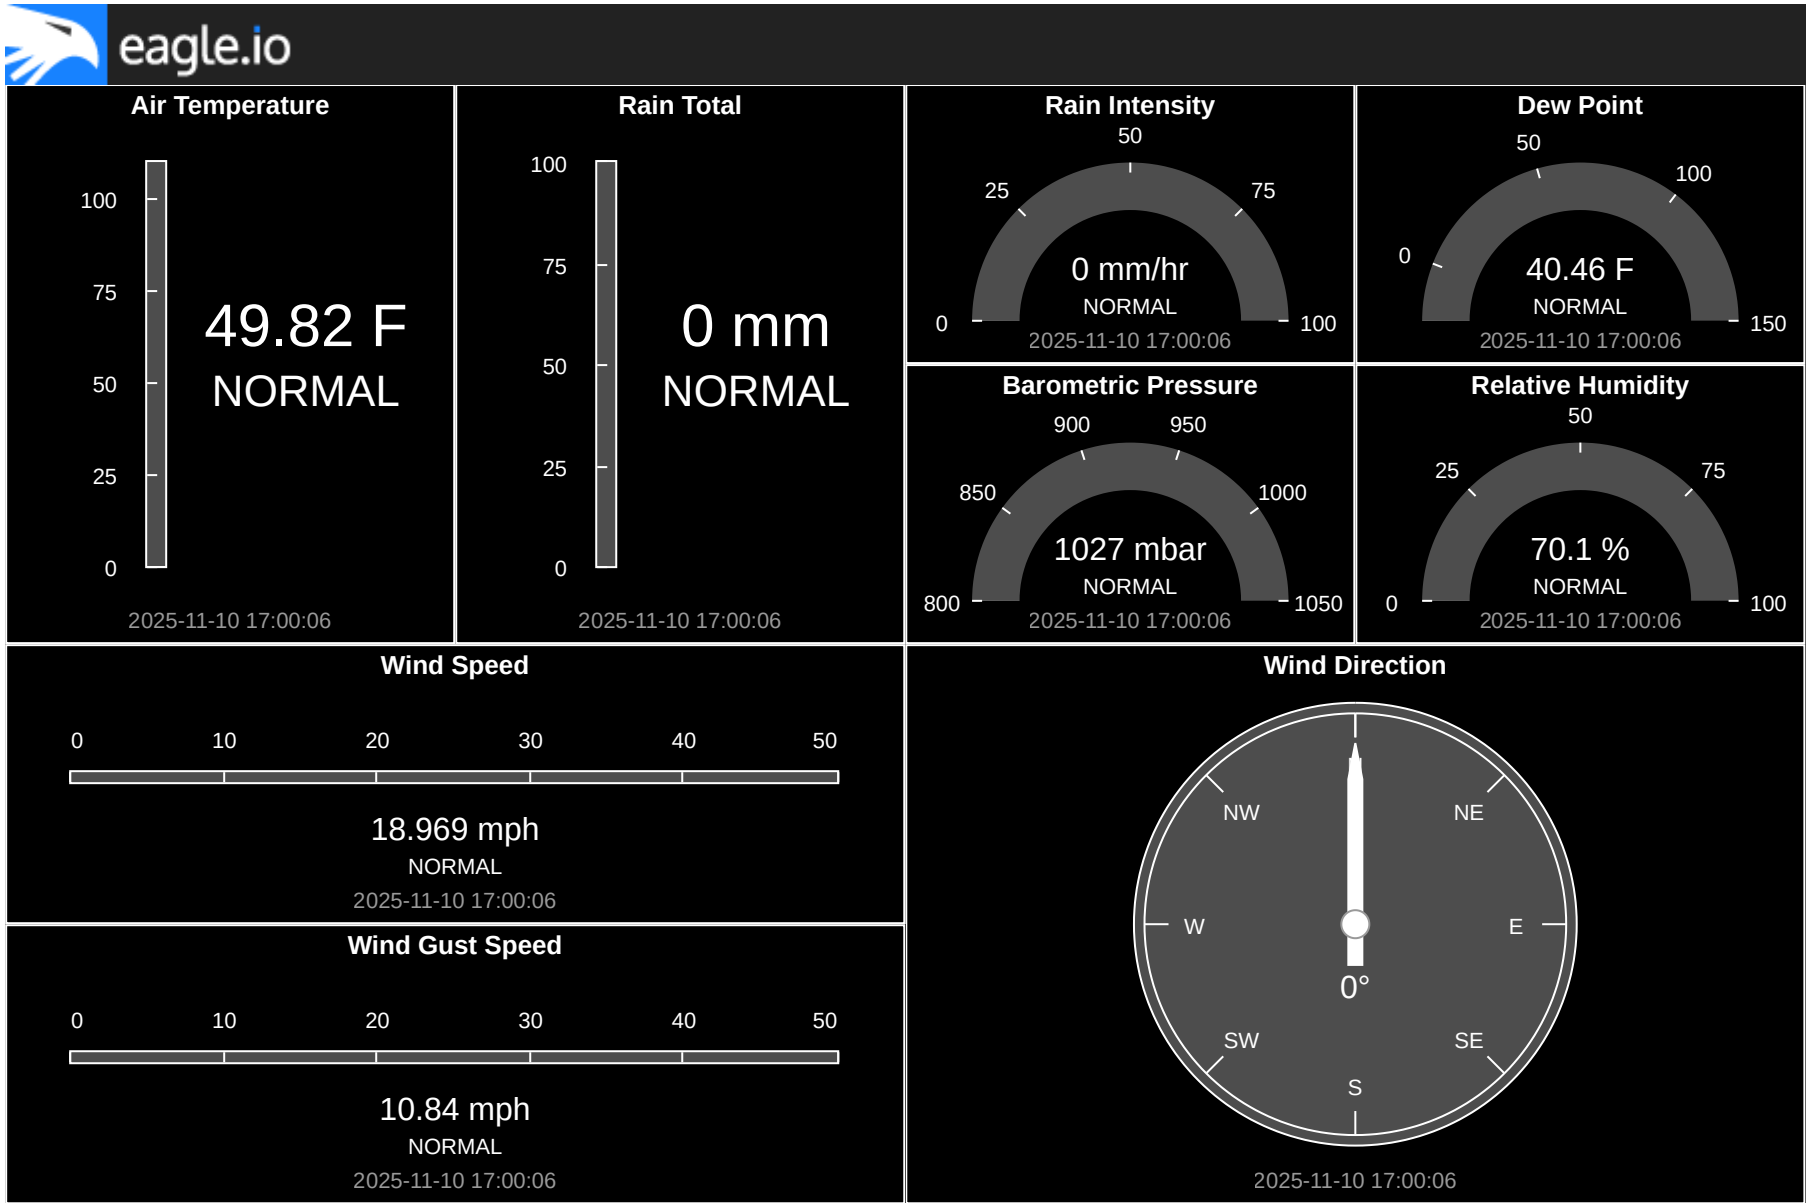 eagle.io
Air Temperature
100
75
50
25
0
49.82 F
NORMAL
2025-11-10 17:00:06
Rain Total
100
75
50
25
0
0 mm
NORMAL
2025-11-10 17:00:06
Rain Intensity
0
25
50
75
100
0 mm/hr
NORMAL
2025-11-10 17:00:06
Dew Point
0
50
100
150
40.46 F
NORMAL
2025-11-10 17:00:06
Barometric Pressure
800
850
900
950
1000
1050
1027 mbar
NORMAL
2025-11-10 17:00:06
Relative Humidity
0
25
50
75
100
70.1 %
NORMAL
2025-11-10 17:00:06
Wind Speed
0 10 20 30 40 50
18.969 mph
NORMAL
2025-11-10 17:00:06
Wind Gust Speed
0 10 20 30 40 50
10.84 mph
NORMAL
2025-11-10 17:00:06
Wind Direction
NW NE
W E
0°
SW SE
S
2025-11-10 17:00:06